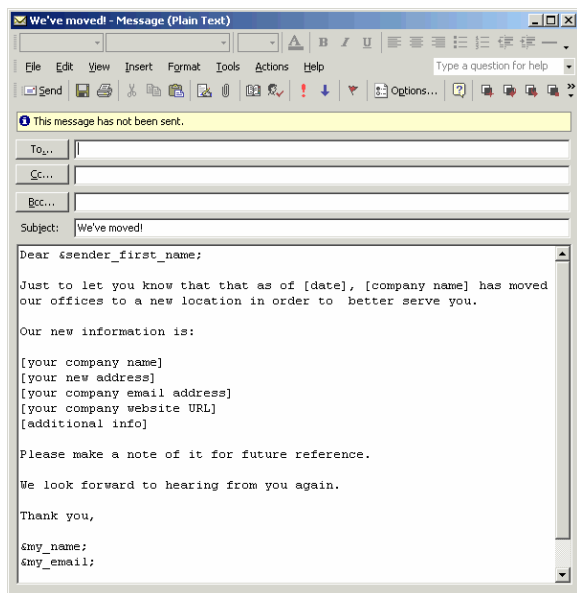 We've moved! - Message (Plain Text)
A B I U
File Edit View Insert Format Tools Actions Help Type a question for help
Send Options...
This message has not been sent.
To...
Cc...
Bcc...
Subject: We've moved!
Dear &sender_first_name;
Just to let you know that that as of [date], [company name] has moved
our offices to a new location in order to  better serve you.
Our new information is:
[your company name]
[your new address]
[your company email address]
[your company website URL]
[additional info]
Please make a note of it for future reference.
We look forward to hearing from you again.
Thank you,
&my_name;
&my_email;